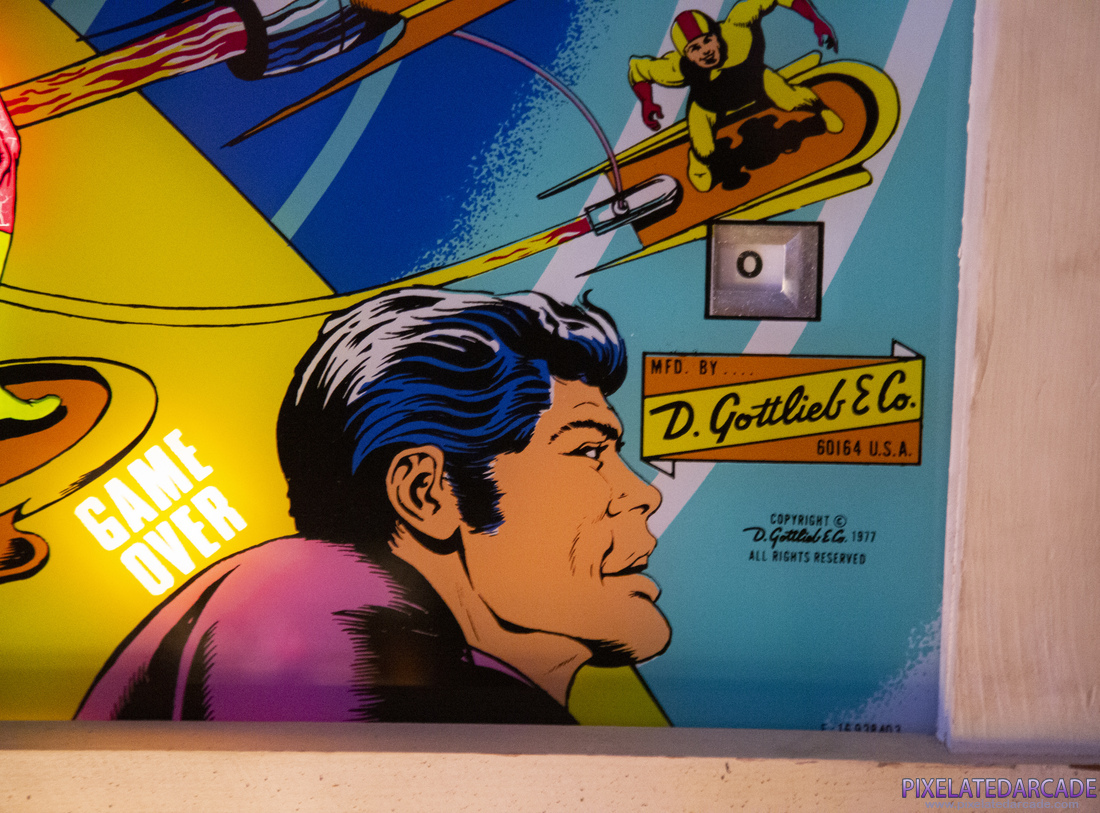 0
MFD. BY ....
D. Gottlieb & Co.
60164 U.S.A.
GAME
OVER
COPYRIGHT ©
D. Gottlieb & Co. 1977
ALL RIGHTS RESERVED
PIXELATEDARCADE